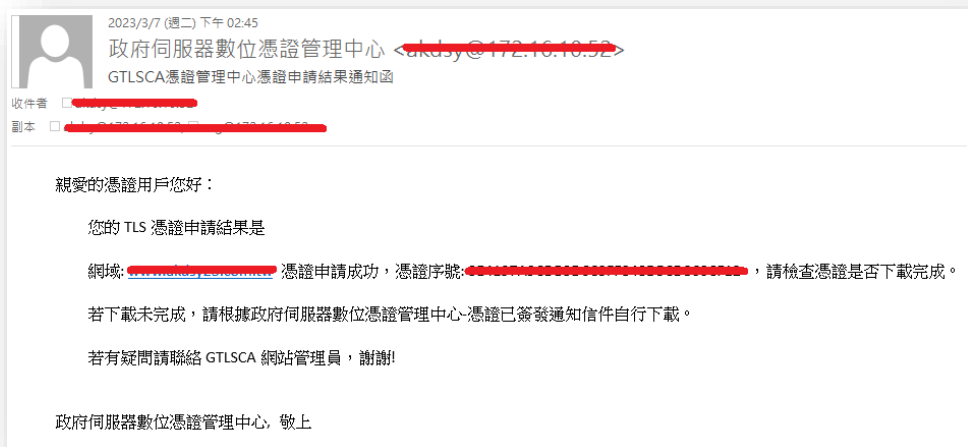 2023/3/7 (週二) 下午 02:45
政府伺服器數位憑證管理中心 <
GTLSCA憑證管理中心憑證申請結果通知函
收件者
副本
親愛的憑證用戶您好：
您的 TLS 憑證申請結果是
網域: 憑證申請成功，憑證序號: ，請檢查憑證是否下載完成。
若下載未完成，請根據政府伺服器數位憑證管理中心-憑證已簽發通知信件自行下載。
若有疑問請聯絡 GTLSCA 網站管理員，謝謝!
政府伺服器數位憑證管理中心, 敬上